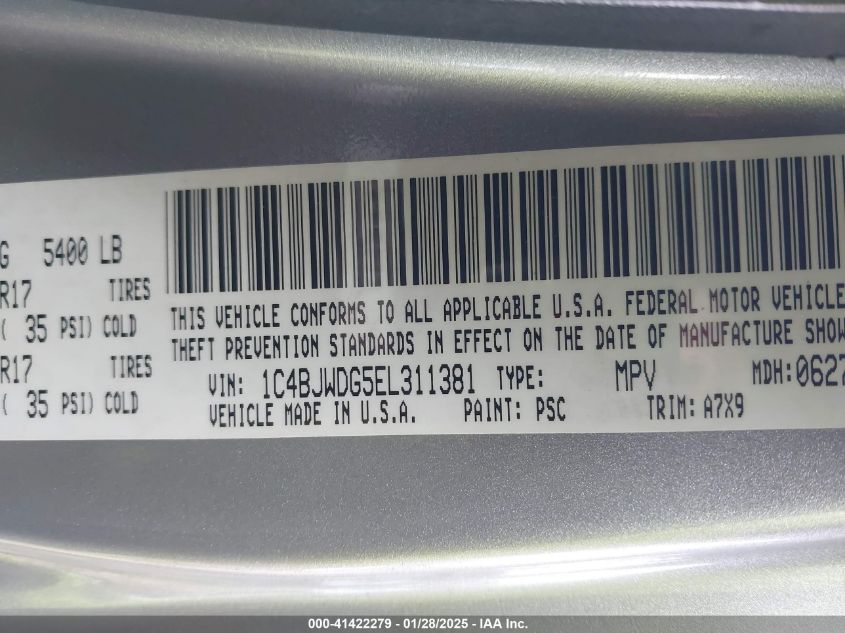 G 5400 LB
R17 TIRES
( 35 PSI) COLD
R17 TIRES
( 35 PSI) COLD
THIS VEHICLE CONFORMS TO ALL APPLICABLE U.S.A. FEDERAL MOTOR VEHICLE
THEFT PREVENTION STANDARDS IN EFFECT ON THE DATE OF MANUFACTURE SHOW
VIN: 1C4BJWDG5EL311381 TYPE: MPV MDH:0627
VEHICLE MADE IN U.S.A. PAINT: PSC TRIM: A7X9
000-41422279 - 01/28/2025 - IAA Inc.